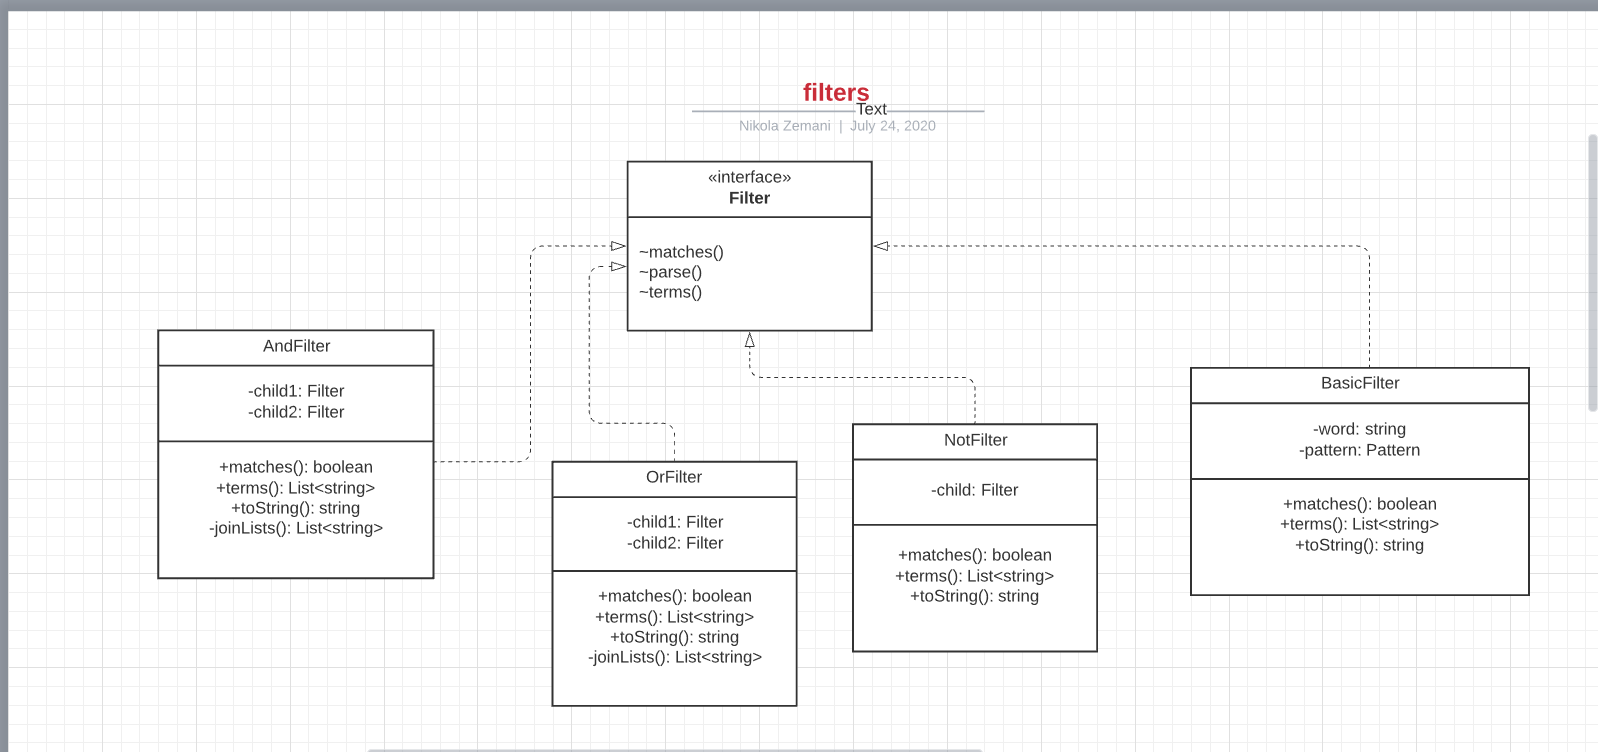 filters
Text
Nikola Zemani | July 24, 2020
«interface»
Filter
~matches()
~parse()
~terms()
AndFilter
-child1: Filter
-child2: Filter
+matches(): boolean
+terms(): List<string>
+toString(): string
-joinLists(): List<string>
OrFilter
-child1: Filter
-child2: Filter
+matches(): boolean
+terms(): List<string>
+toString(): string
-joinLists(): List<string>
NotFilter
-child: Filter
+matches(): boolean
+terms(): List<string>
+toString(): string
BasicFilter
-word: string
-pattern: Pattern
+matches(): boolean
+terms(): List<string>
+toString(): string